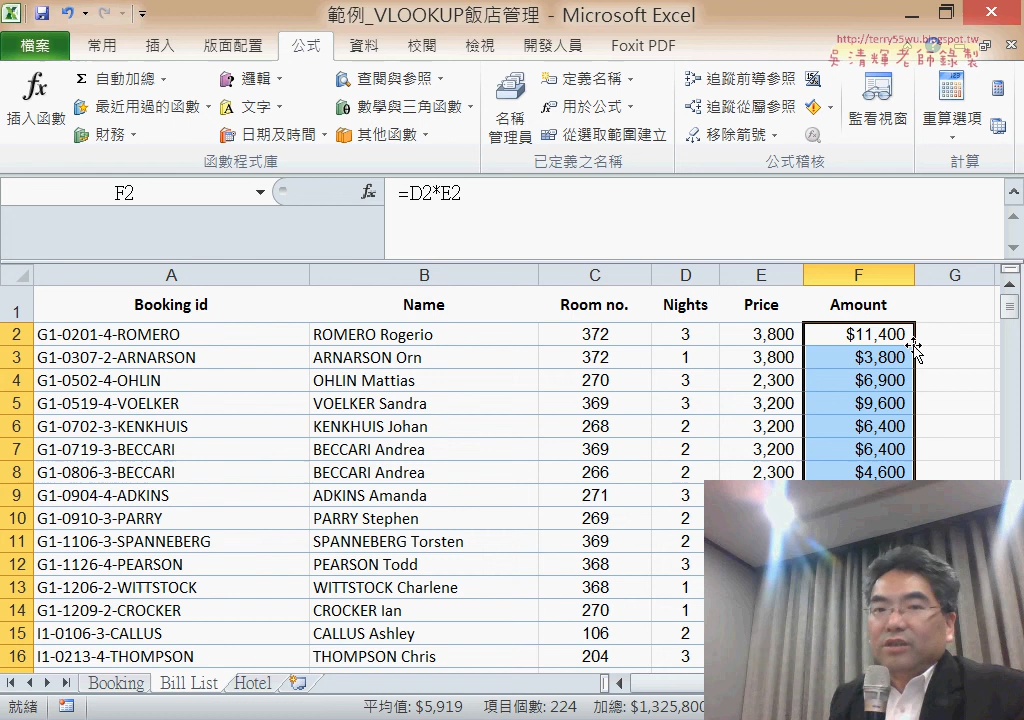 範例_VLOOKUP飯店管理 - Microsoft Excel
檔案 常用 插入 版面配置 公式 資料 校閱 檢視 開發人員 Foxit PDF
http://terry55wu.blogspot.tw
吳清輝老師錄製
fx 插入函數
Σ 自動加總
最近用過的函數
財務
邏輯
文字
日期及時間
查閱與參照
數學與三角函數
其他函數
函數程式庫
名稱管理員
定義名稱
用於公式
從選取範圍建立
已定義之名稱
追蹤前導參照
追蹤從屬參照
移除箭號
公式稽核
監看視窗
重算選項
計算
F2 fx =D2*E2
A B C D E F G
1 Booking id Name Room no. Nights Price Amount
2 G1-0201-4-ROMERO ROMERO Rogerio 372 3 3,800 $11,400
3 G1-0307-2-ARNARSON ARNARSON Orn 372 1 3,800 $3,800
4 G1-0502-4-OHLIN OHLIN Mattias 270 3 2,300 $6,900
5 G1-0519-4-VOELKER VOELKER Sandra 369 3 3,200 $9,600
6 G1-0702-3-KENKHUIS KENKHUIS Johan 268 2 3,200 $6,400
7 G1-0719-3-BECCARI BECCARI Andrea 369 2 3,200 $6,400
8 G1-0806-3-BECCARI BECCARI Andrea 266 2 2,300 $4,600
9 G1-0904-4-ADKINS ADKINS Amanda 271 3
10 G1-0910-3-PARRY PARRY Stephen 269 2
11 G1-1106-3-SPANNEBERG SPANNEBERG Torsten 369 2
12 G1-1126-4-PEARSON PEARSON Todd 368 3
13 G1-1206-2-WITTSTOCK WITTSTOCK Charlene 368 1
14 G1-1209-2-CROCKER CROCKER Ian 270 1
15 I1-0106-3-CALLUS CALLUS Ashley 106 2
16 I1-0213-4-THOMPSON THOMPSON Chris 204 3
Booking Bill List Hotel
就緒 平均值: $5,919 項目個數: 224 加總: $1,325,800